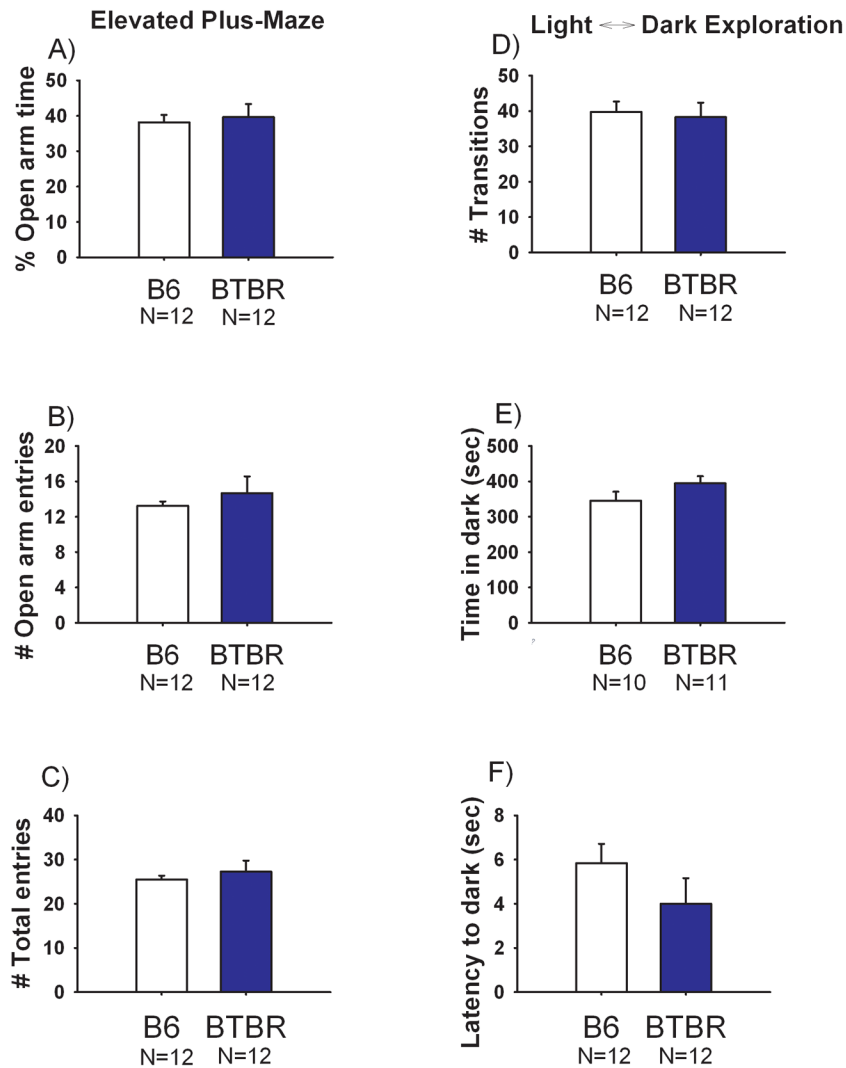 Elevated Plus-Maze
A)
% Open arm time
50
40
30
20
10
0
B6 BTBR
N=12 N=12
B)
# Open arm entries
20
16
12
8
4
0
B6 BTBR
N=12 N=12
C)
# Total entries
40
30
20
10
0
B6 BTBR
N=12 N=12
Light <--> Dark Exploration
D)
# Transitions
50
40
30
20
10
0
B6 BTBR
N=12 N=12
E)
Time in dark (sec)
500
400
300
200
100
0
B6 BTBR
N=10 N=11
F)
Latency to dark (sec)
8
6
4
2
0
B6 BTBR
N=12 N=12